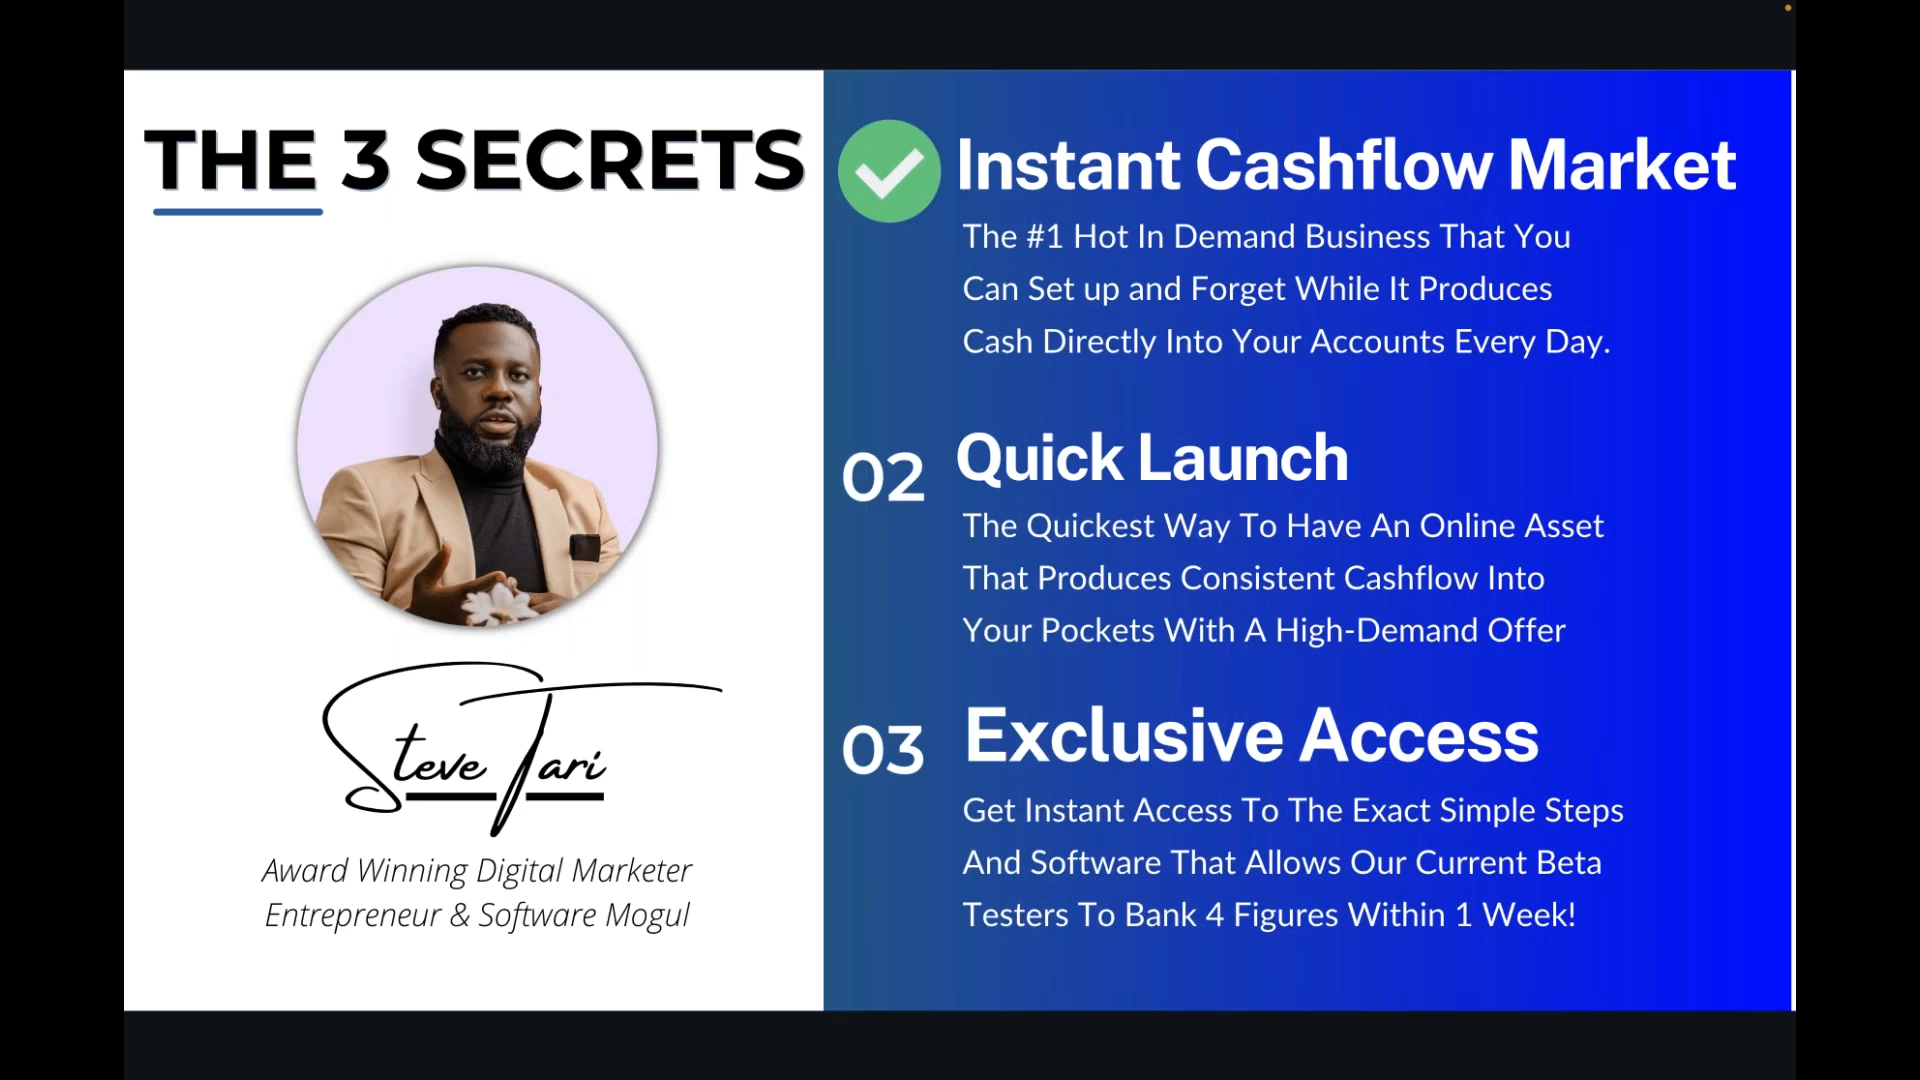 THE 3 SECRETS
Steve Tari
Award Winning Digital Marketer
Entrepreneur & Software Mogul
Instant Cashflow Market
The #1 Hot In Demand Business That You
Can Set up and Forget While It Produces
Cash Directly Into Your Accounts Every Day.
02
Quick Launch
The Quickest Way To Have An Online Asset
That Produces Consistent Cashflow Into
Your Pockets With A High-Demand Offer
03
Exclusive Access
Get Instant Access To The Exact Simple Steps
And Software That Allows Our Current Beta
Testers To Bank 4 Figures Within 1 Week!